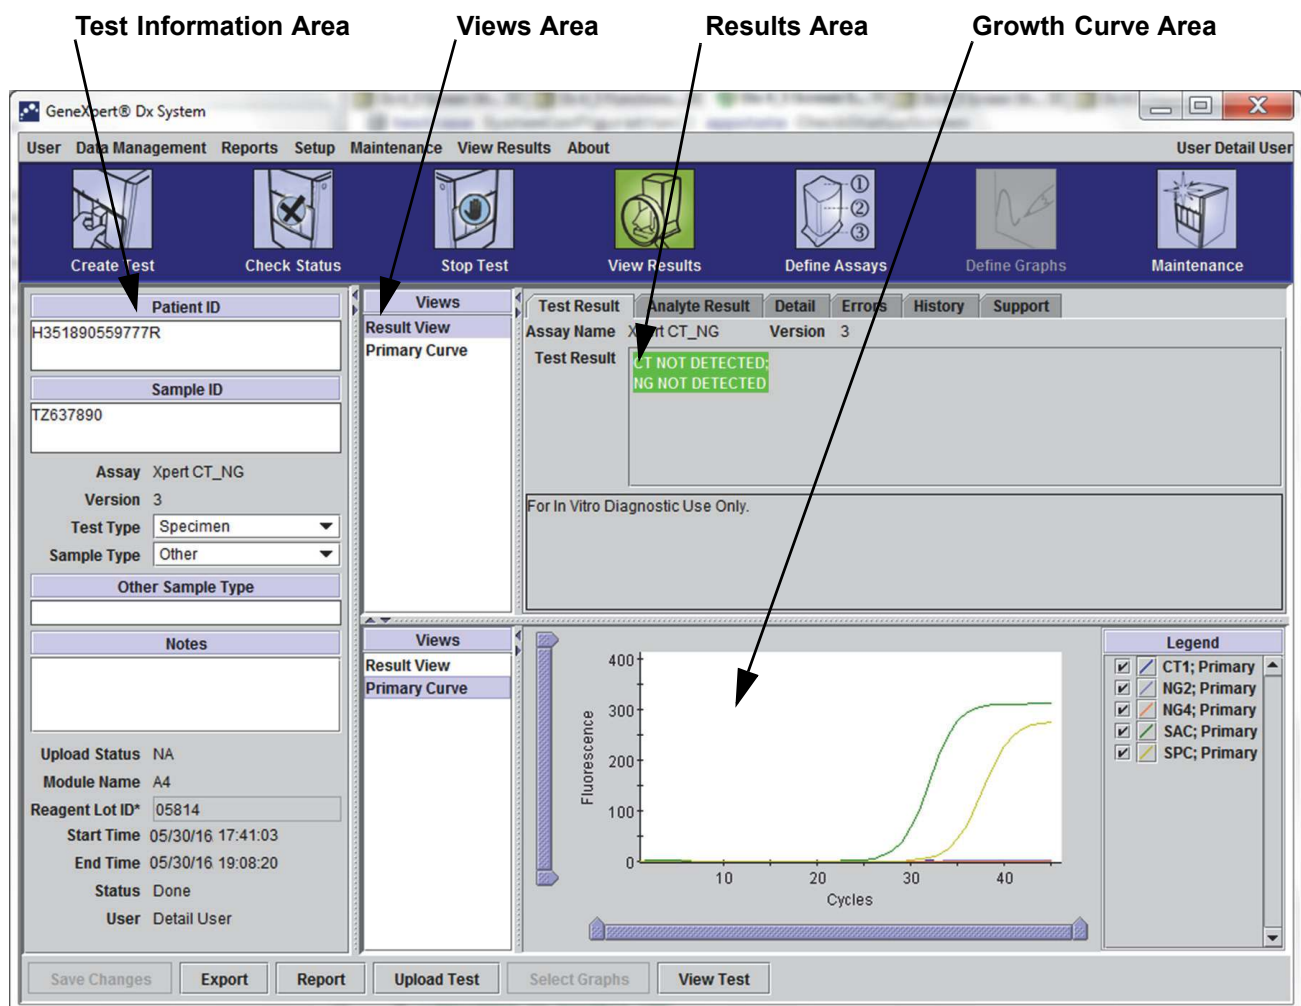 Test Information Area Views Area Results Area Growth Curve Area
GeneXpert® Dx System
User Data Management Reports Setup Maintenance View Results About User Detail User
Create Test Check Status Stop Test View Results Define Assays Define Graphs Maintenance
① ② ③
Patient ID
H351890559777R
Sample ID
TZ637890
Assay Xpert CT_NG
Version 3
Test Type Specimen
Sample Type Other
Other Sample Type
Notes
Upload Status NA
Module Name A4
Reagent Lot ID* 05814
Start Time 05/30/16 17:41:03
End Time 05/30/16 19:08:20
Status Done
User Detail User
Views
Result View
Primary Curve
Test Result Analyte Result Detail Errors History Support
Assay Name Xpert CT_NG Version 3
Test Result
CT NOT DETECTED;
NG NOT DETECTED
For In Vitro Diagnostic Use Only.
Views
Result View
Primary Curve
Fluorescence
400
300
200
100
0
10 20 30 40
Cycles
Legend
CT1; Primary
NG2; Primary
NG4; Primary
SAC; Primary
SPC; Primary
Save Changes Export Report Upload Test Select Graphs View Test